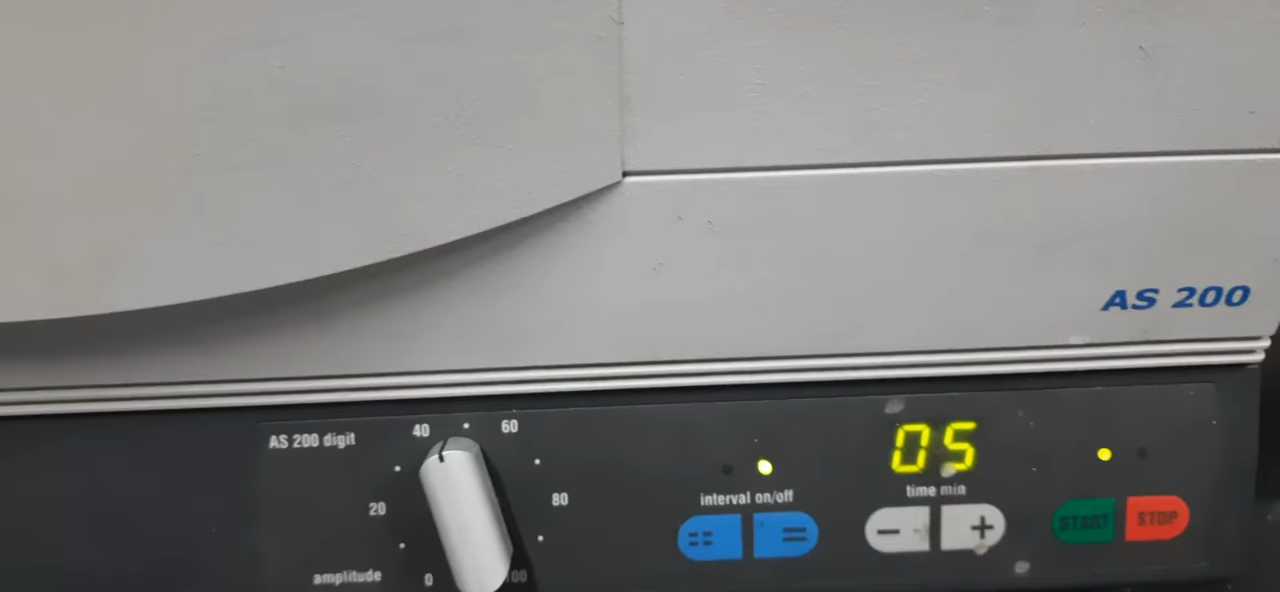 AS 200
AS 200 digit
40
60
20
80
amplitude
0
100
interval on/off
05
time min
- +
START
STOP